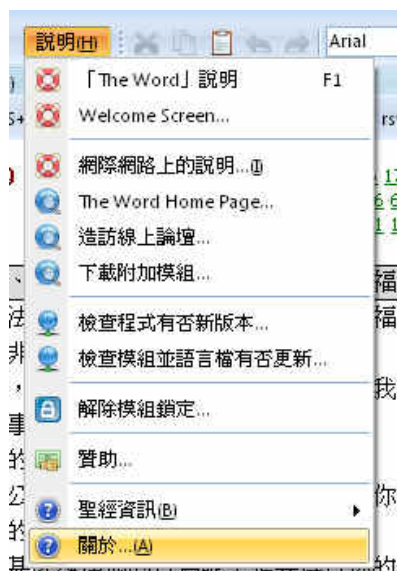 說明(H) Arial
「The Word」說明 F1
Welcome Screen...
網際網路上的說明...(I)
The Word Home Page...
造訪線上論壇...
下載附加模組...
檢查程式有否新版本...
檢查模組並語言檔有否更新...
解除模組鎖定...
贊助...
聖經資訊(B)
關於...(A)